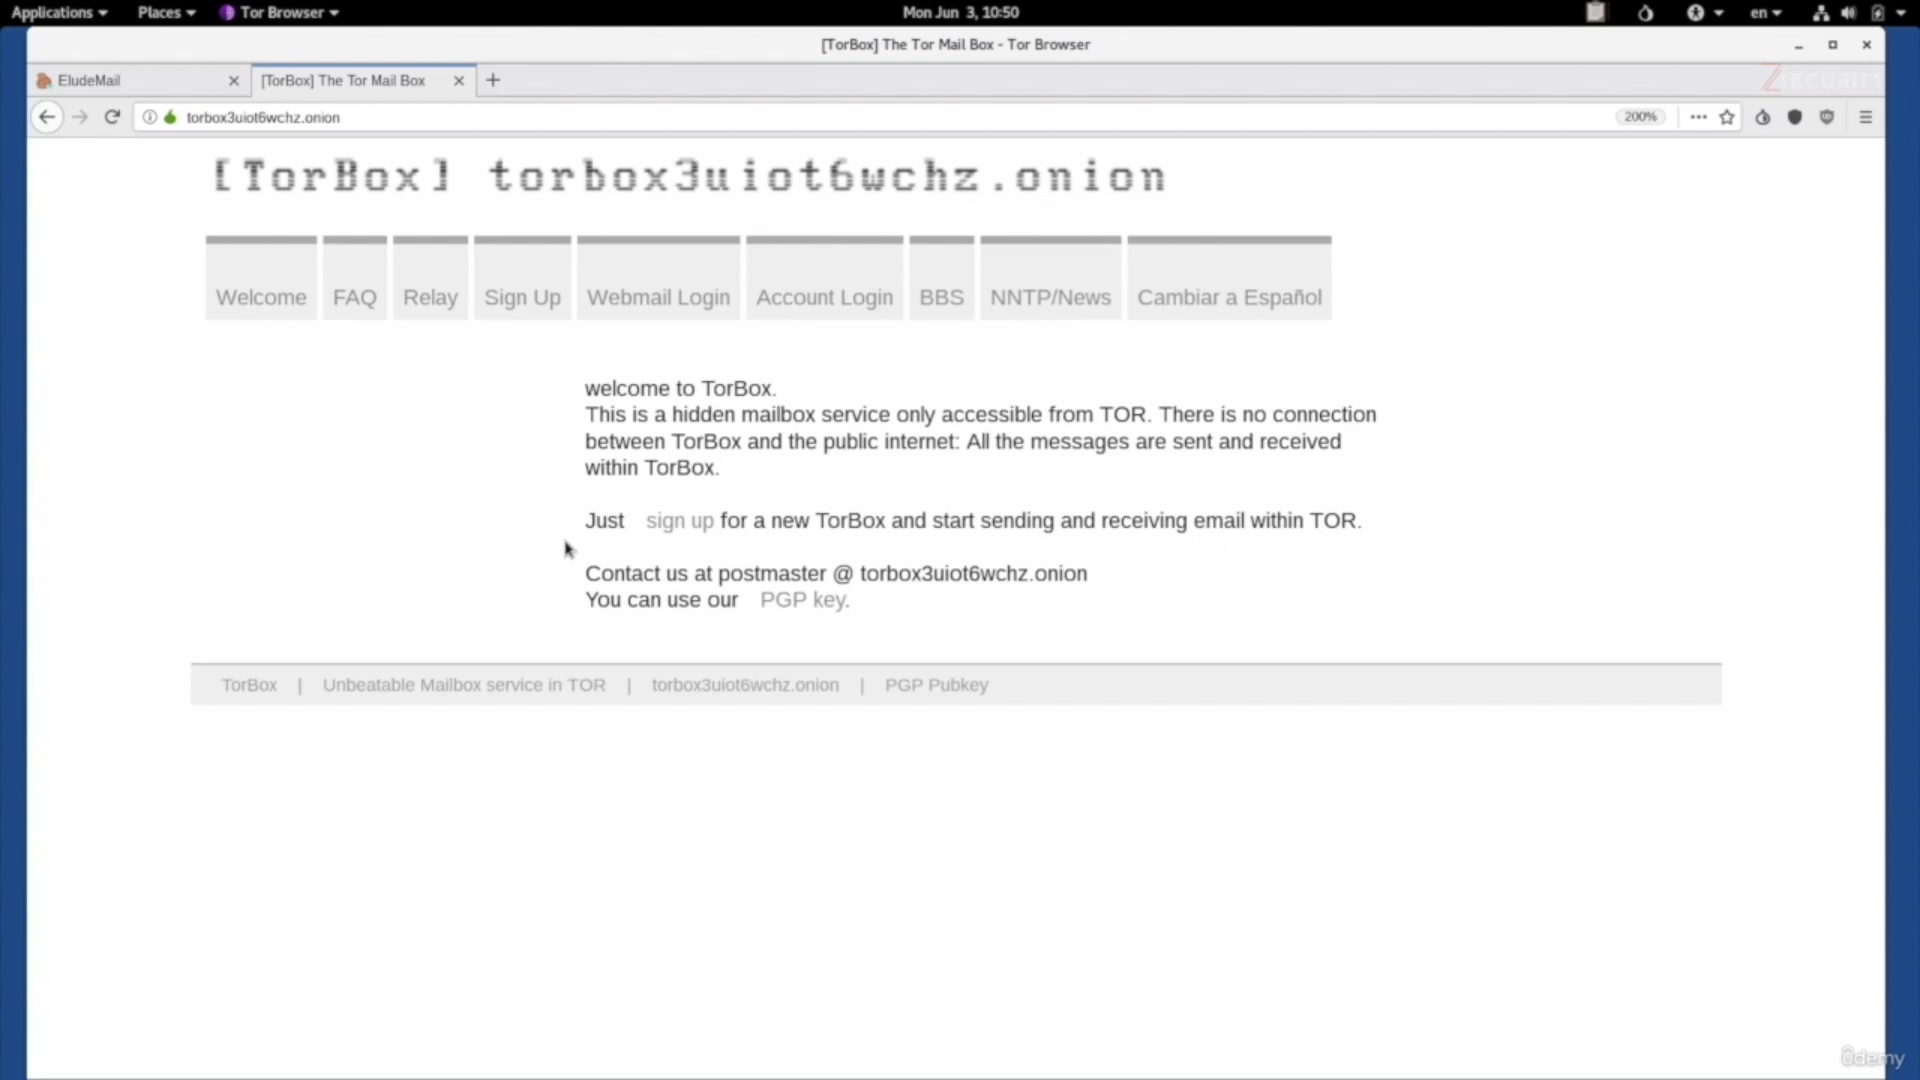 Applications Places Tor Browser Mon Jun 3, 10:50 en
[TorBox] The Tor Mail Box - Tor Browser
EludeMail [TorBox] The Tor Mail Box
SECURITY
torbox3uiot6wchz.onion 200%
[TorBox] torbox3uiot6wchz.onion
Welcome FAQ Relay Sign Up Webmail Login Account Login BBS NNTP/News Cambiar a Español
welcome to TorBox.
This is a hidden mailbox service only accessible from TOR. There is no connection
between TorBox and the public internet: All the messages are sent and received
within TorBox.
Just sign up for a new TorBox and start sending and receiving email within TOR.
Contact us at postmaster @ torbox3uiot6wchz.onion
You can use our PGP key.
TorBox | Unbeatable Mailbox service in TOR | torbox3uiot6wchz.onion | PGP Pubkey
ûdemy